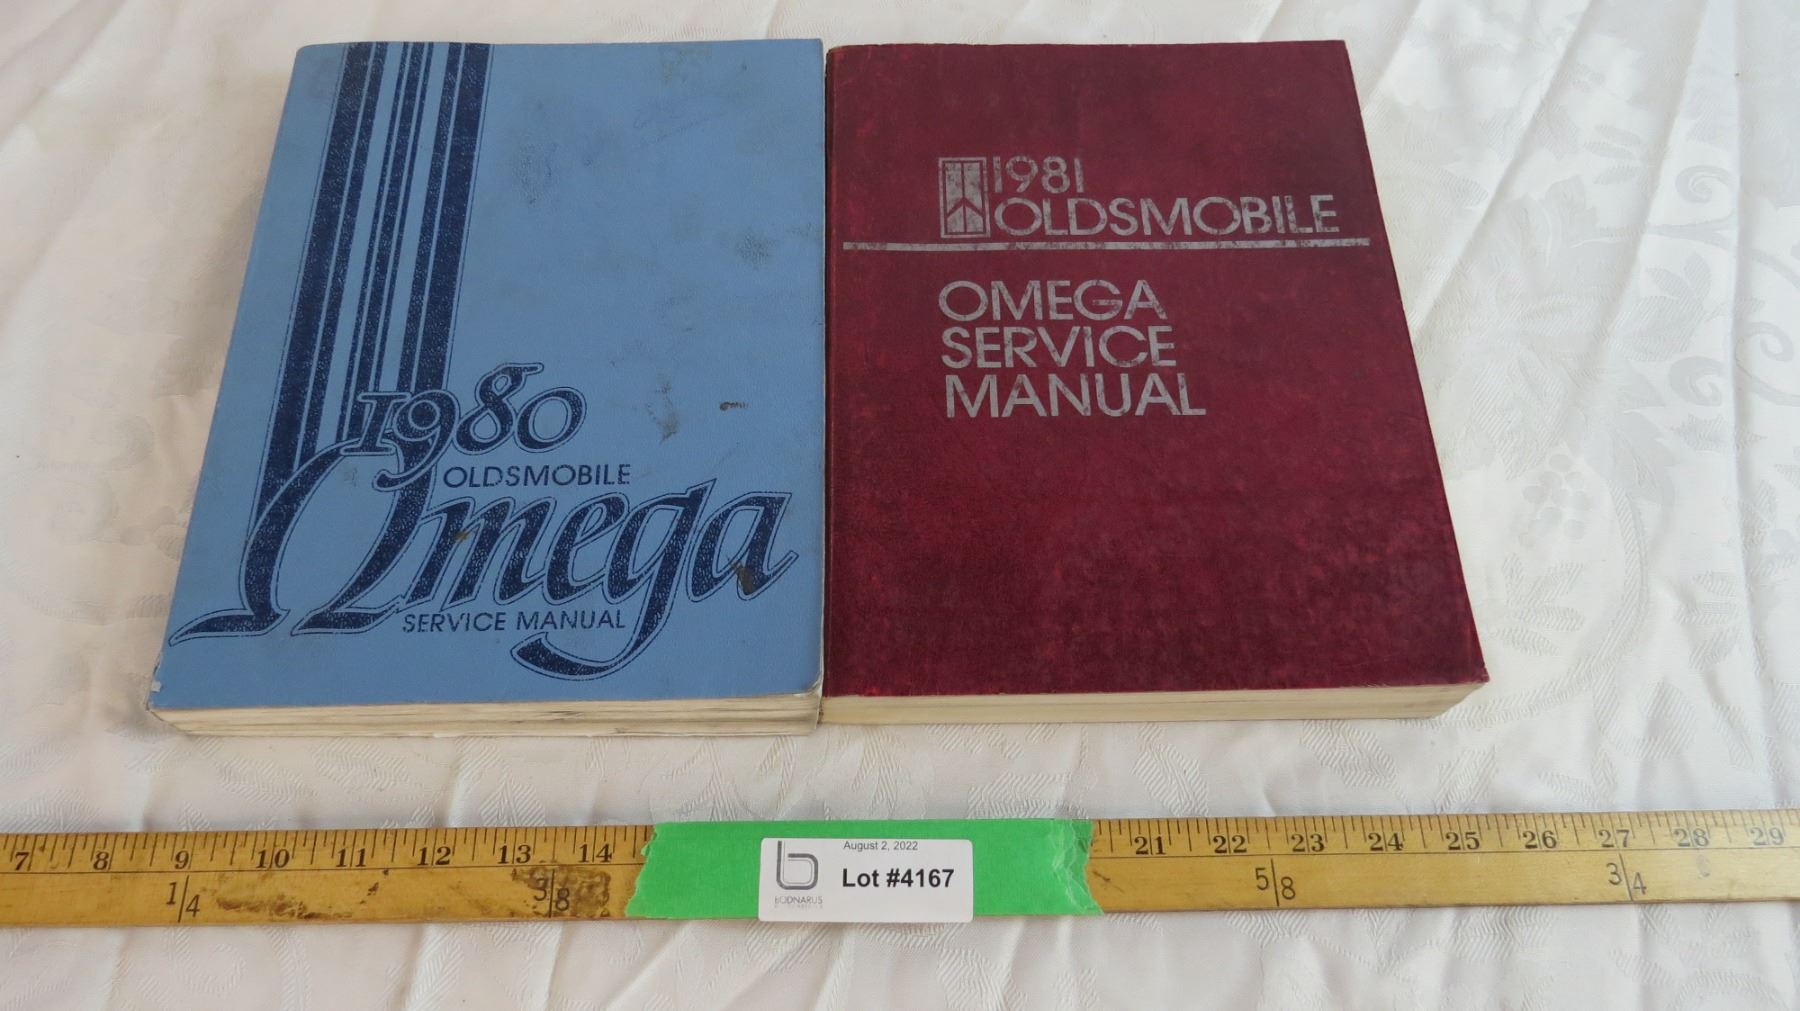 1980
OLDSMOBILE
Omega
SERVICE MANUAL
1981
OLDSMOBILE
OMEGA
SERVICE
MANUAL
7 8 9 10 11 12 13 14 21 22 23 24 25 26 27 28 29
1/4 3/8 5/8 3/4
August 2, 2022
Lot #4167
BODNARUS